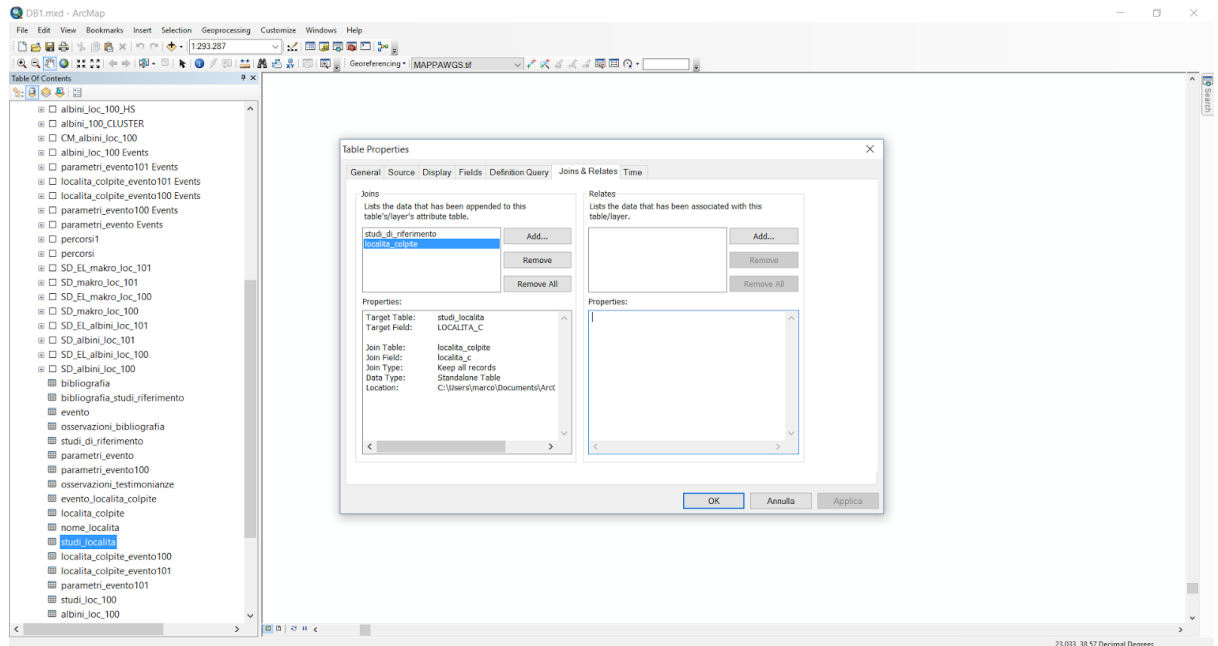 DB1.mxd - ArcMap
File Edit View Bookmarks Insert Selection Geoprocessing Customize Windows Help
1:293.287
Georeferencing MAPPAWGS.tif
Table Of Contents
Search
albini_loc_100_HS
albini_100_CLUSTER
CM_albini_loc_100
albini_loc_100 Events
parametri_evento101 Events
localita_colpite_evento101 Events
localita_colpite_evento100 Events
parametri_evento100 Events
parametri_evento Events
percorsi1
percorsi
SD_EL_makro_loc_101
SD_makro_loc_101
SD_EL_makro_loc_100
SD_makro_loc_100
SD_EL_albini_loc_101
SD_albini_loc_101
SD_EL_albini_loc_100
SD_albini_loc_100
bibliografia
bibliografia_studi_riferimento
evento
osservazioni_bibliografia
studi_di_riferimento
parametri_evento
parametri_evento100
osservazioni_testimonianze
evento_localita_colpite
localita_colpite
nome_localita
studi_localita
localita_colpite_evento100
localita_colpite_evento101
parametri_evento101
studi_loc_100
albini_loc_100
Table Properties
General Source Display Fields Definition Query Joins & Relates Time
Joins
Lists the data that has been appended to this
table's/layer's attribute table.
studi_di_riferimento
localita_colpite
Add...
Remove
Remove All
Properties:
Target Table: studi_localita
Target Field: LOCALITA_C
Join Table: localita_colpite
Join Field: localita_c
Join Type: Keep all records
Data Type: Standalone Table
Location: C:\Users\marco\Documents\Arc
Relates
Lists the data that has been associated with this
table/layer.
Add...
Remove
Remove All
Properties:
OK Annulla Applica
23,033 38,57 Decimal Degrees